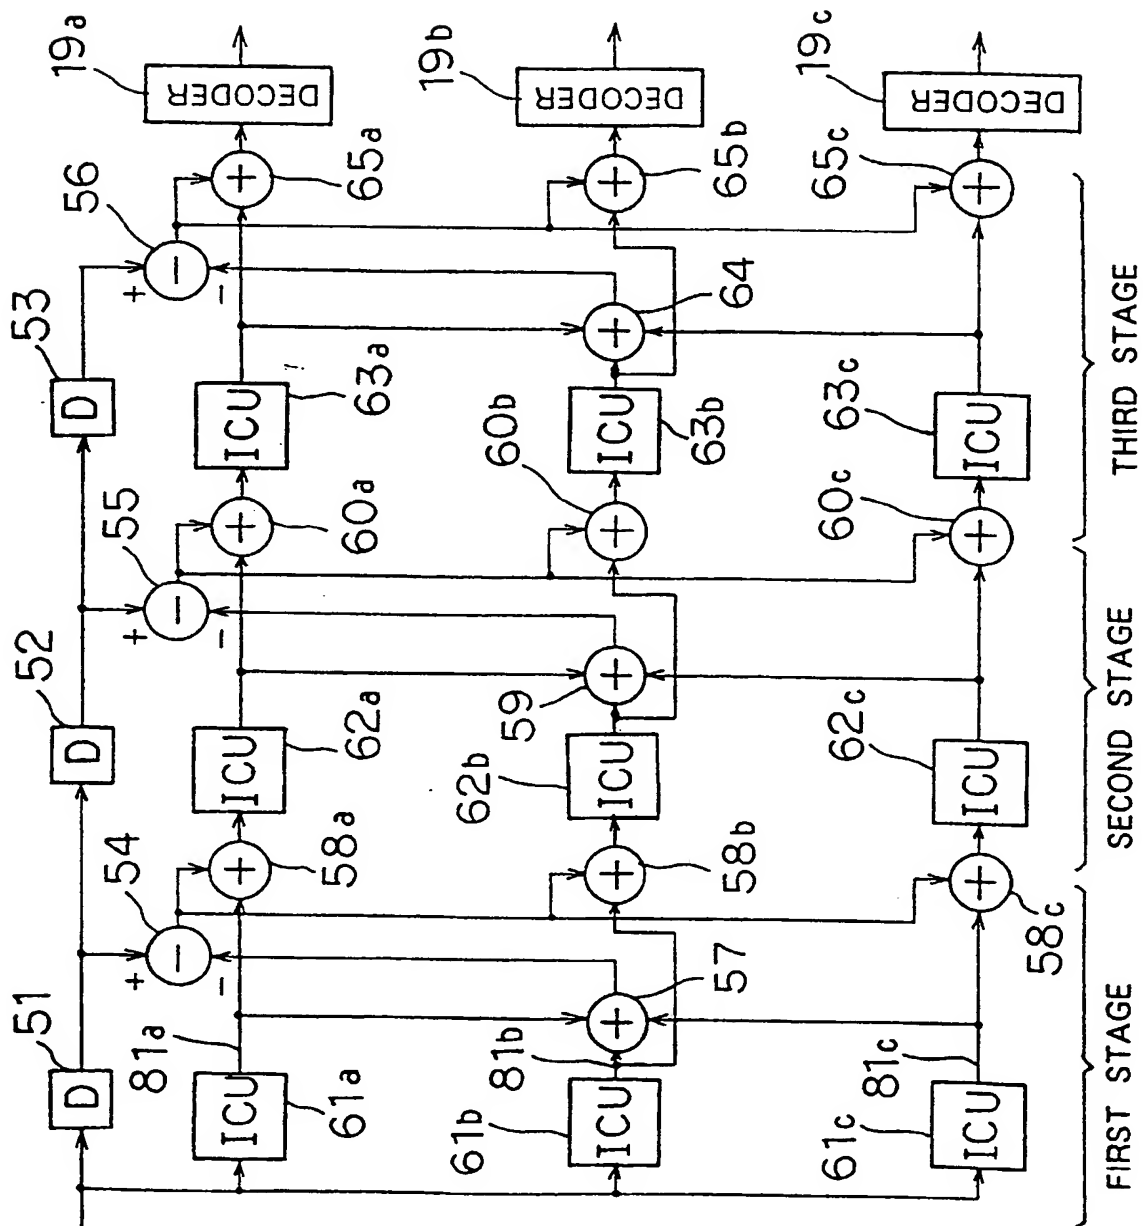 51
52
53
D
D
D
54
55
56
+
−
−
+
−
−
+
−
−
81a
ICU
61a
+
58a
ICU
62a
+
60a
ICU
63a
+
65a
DECODER
19a
81b
ICU
61b
+
57
+
58b
ICU
62b
+
59
+
60b
ICU
63b
+
64
+
65b
DECODER
19b
81c
ICU
61c
+
58c
ICU
62c
+
60c
ICU
63c
+
65c
DECODER
19c
FIRST STAGE
SECOND STAGE
THIRD STAGE